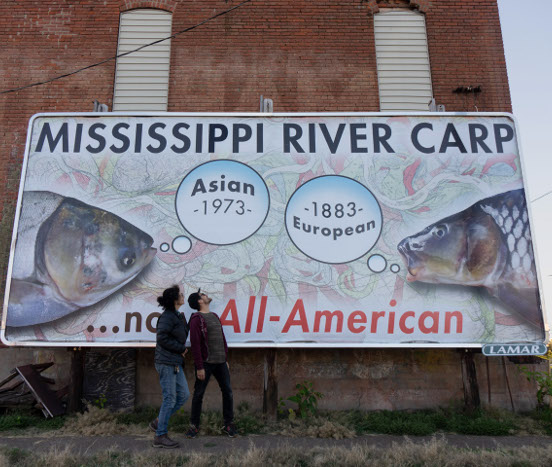 MISSISSIPPI RIVER CARP
Asian
-1973-
-1883-
European
...now All-American
LAMAR